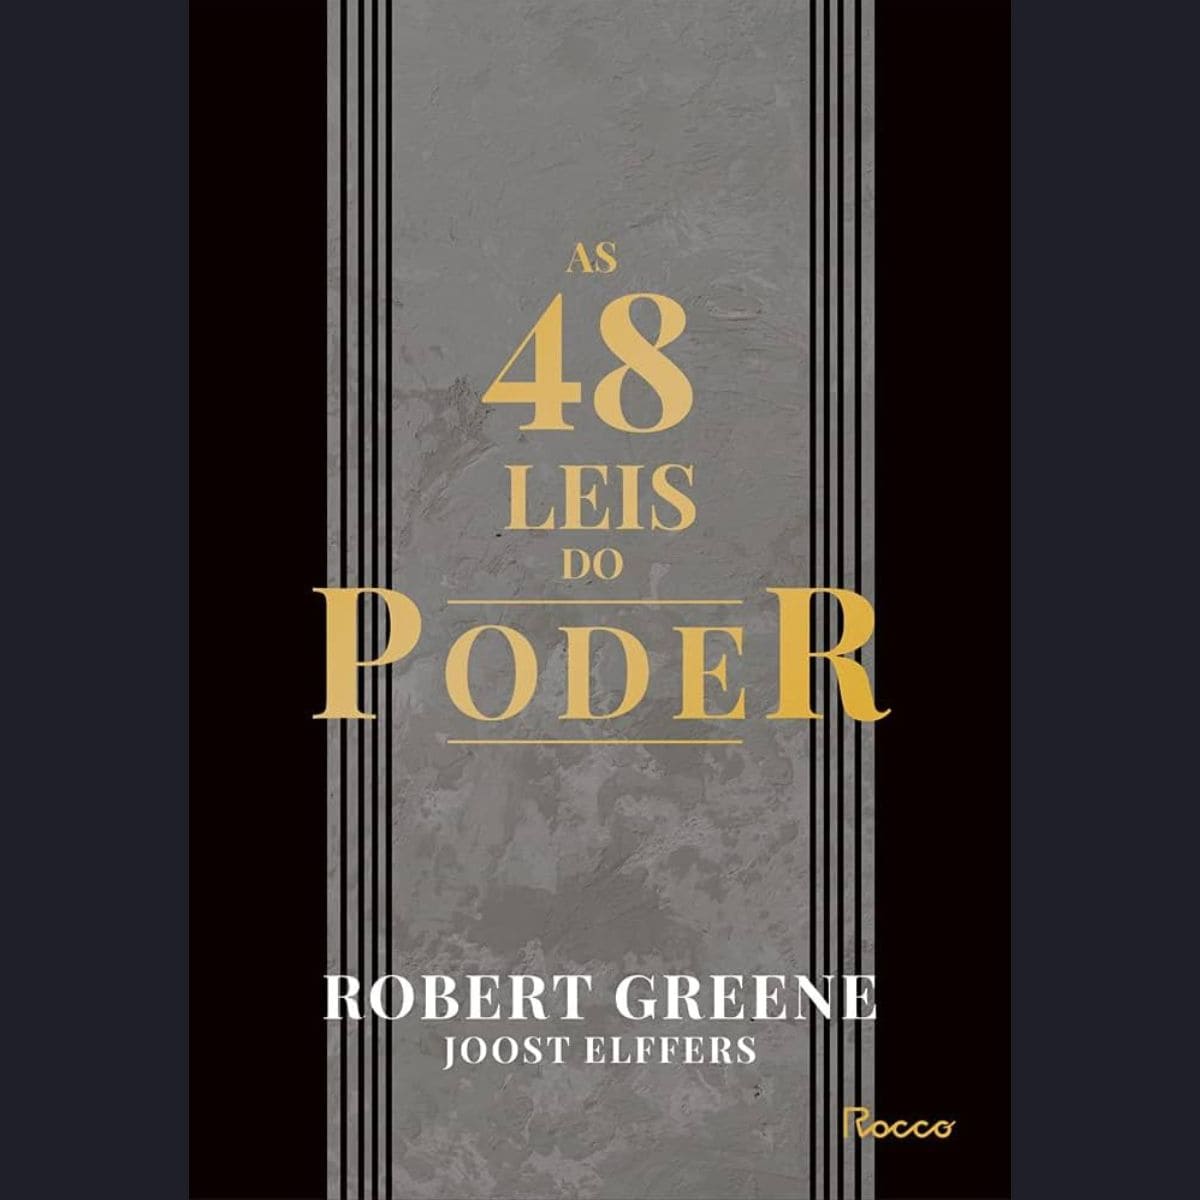 AS
48
LEIS
DO
PODER
ROBERT GREENE
JOOST ELFFERS
Rocco